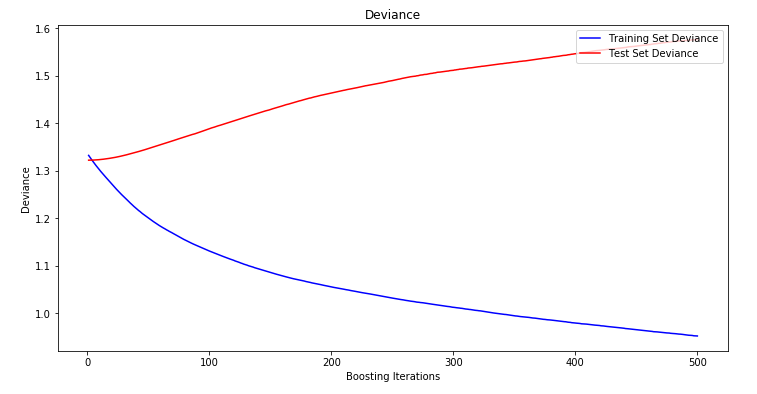 Deviance
Training Set Deviance
Test Set Deviance
1.6
1.5
1.4
1.3
1.2
1.1
1.0
Deviance
0
100
200
300
400
500
Boosting Iterations